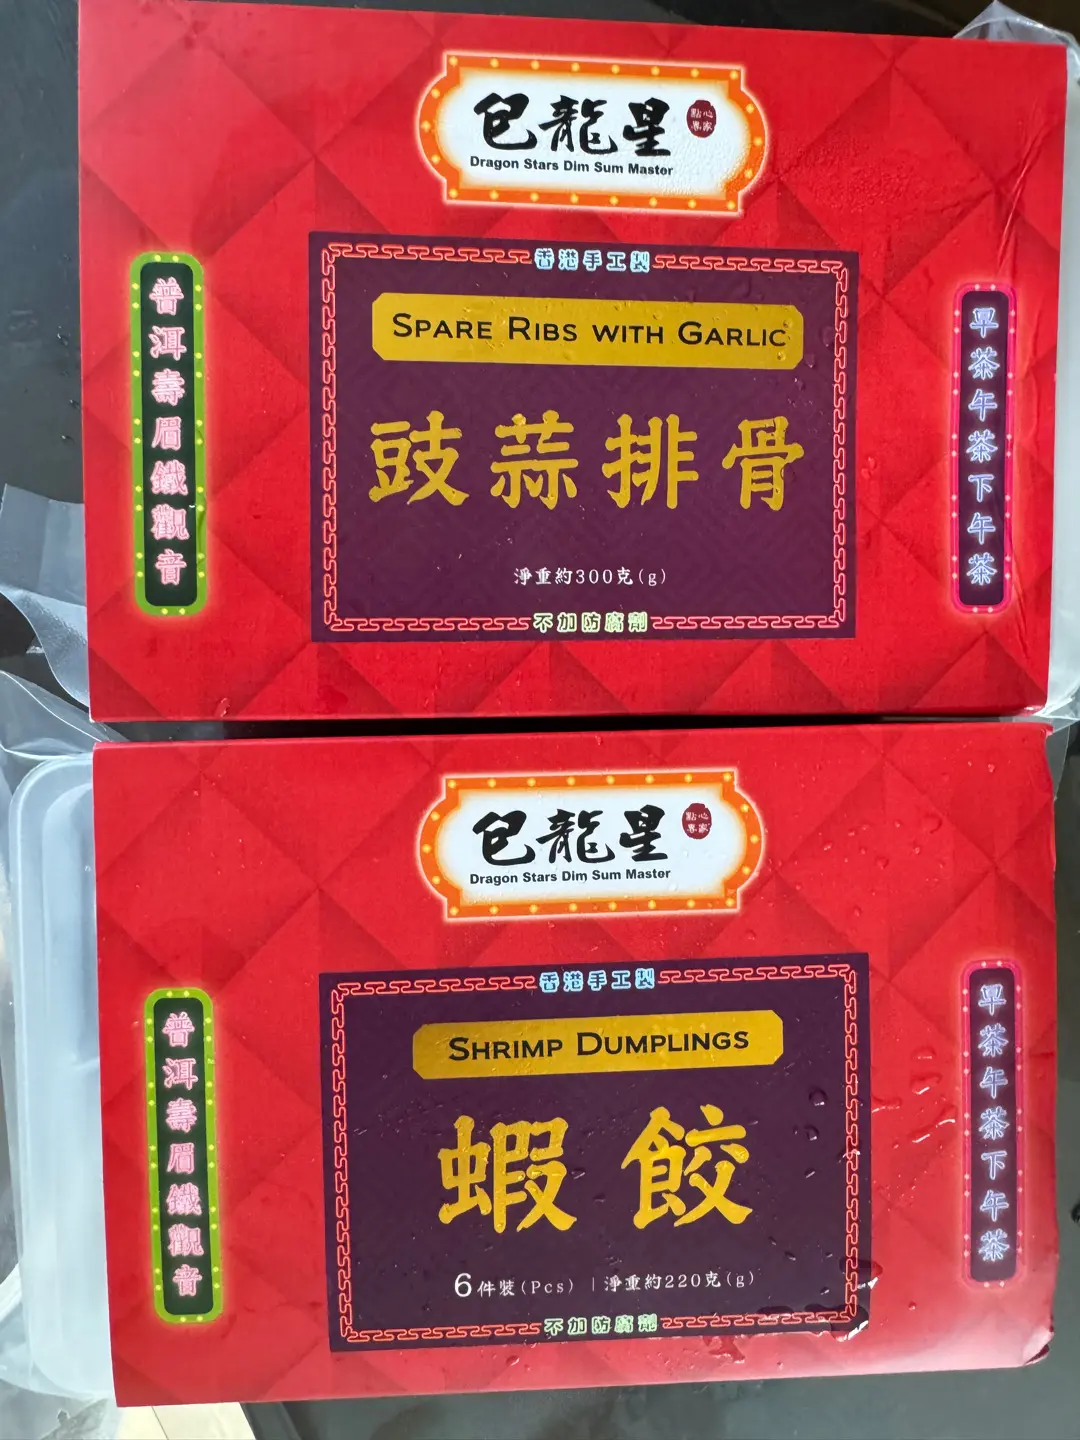 包龍星
點心
專家
Dragon Stars Dim Sum Master
香港手工製
SPARE RIBS WITH GARLIC
豉蒜排骨
淨重約300克(g)
不加防腐劑
普洱壽眉鐵觀音
早茶午茶下午茶
包龍星
點心
專家
Dragon Stars Dim Sum Master
香港手工製
SHRIMP DUMPLINGS
蝦餃
6件裝(Pcs) | 淨重約220克(g)
不加防腐劑
普洱壽眉鐵觀音
早茶午茶下午茶